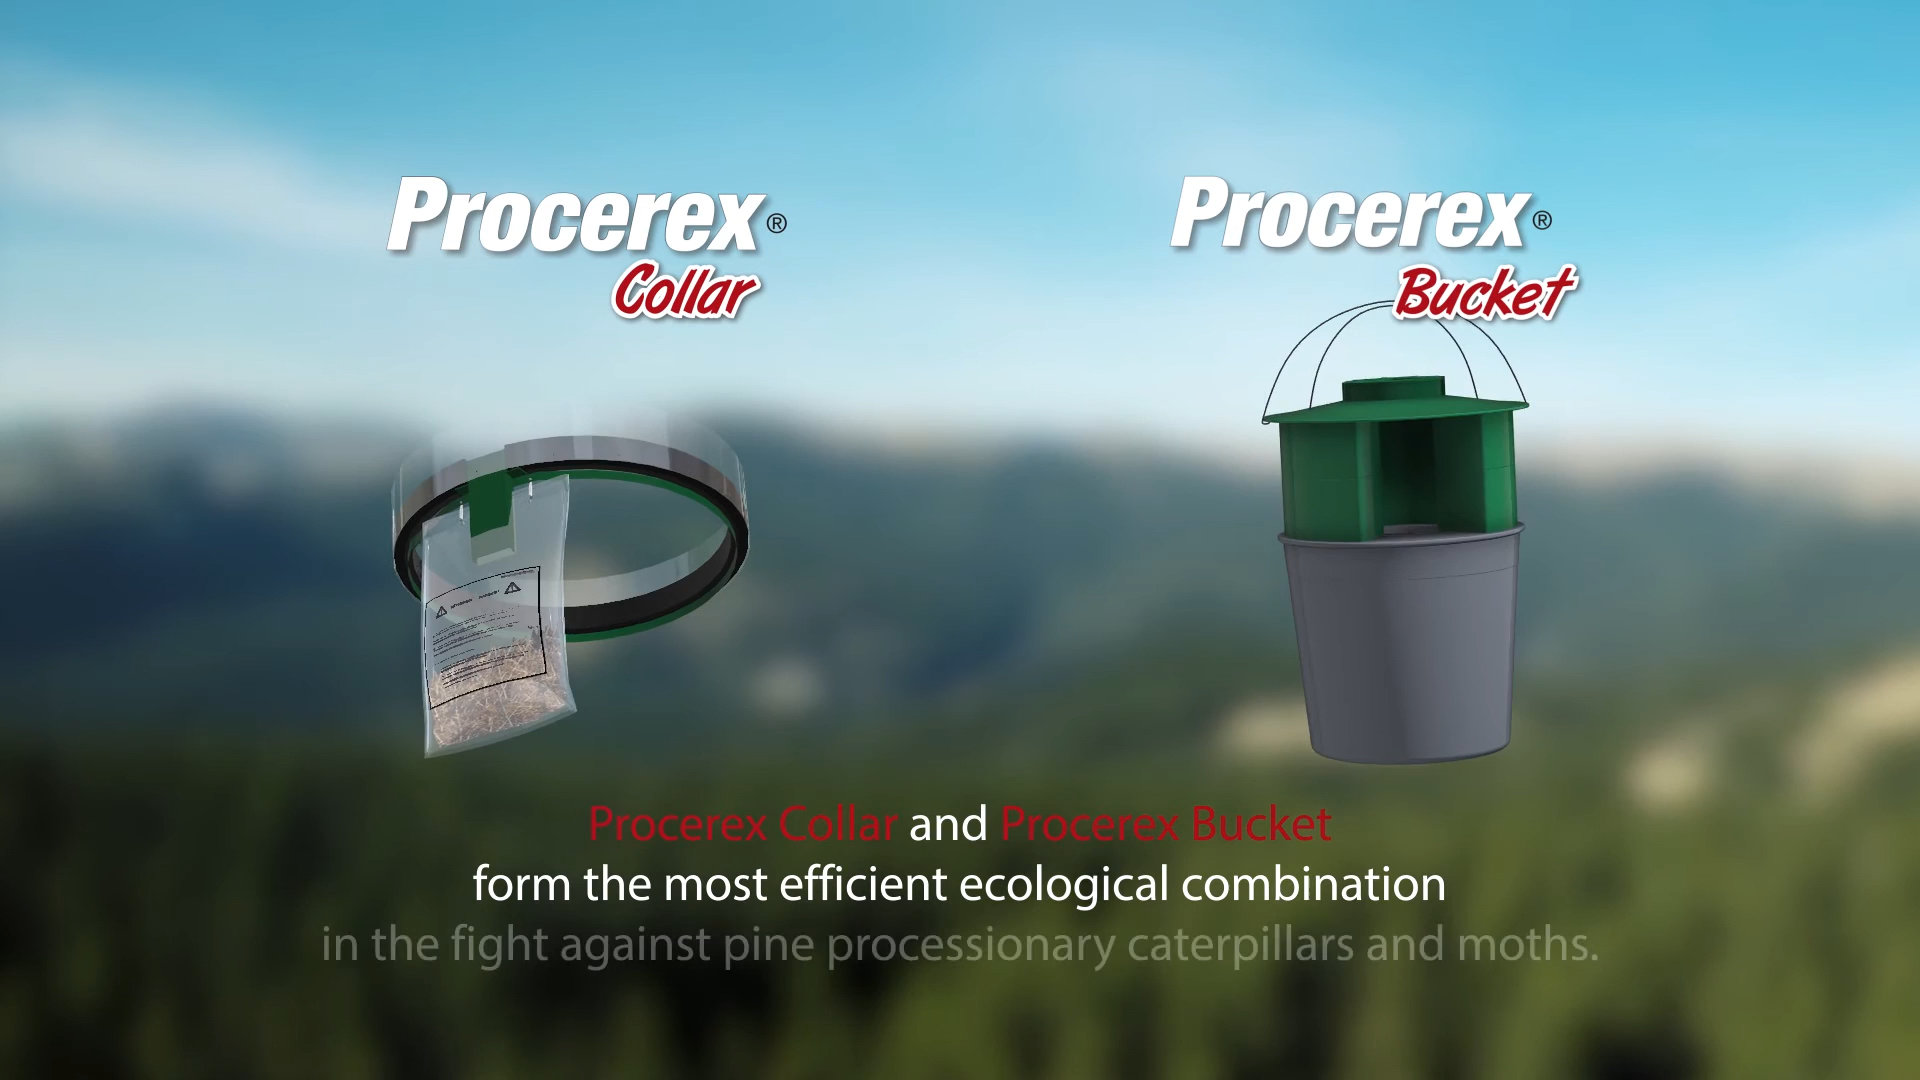 Procerex®
Collar
Procerex®
Bucket
Procerex Collar and Procerex Bucket
form the most efficient ecological combination
in the fight against pine processionary caterpillars and moths.